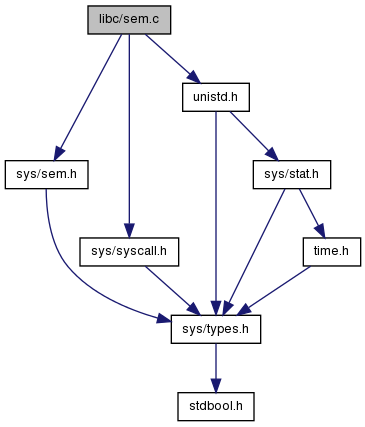 libc/sem.c
unistd.h
sys/sem.h
sys/stat.h
sys/syscall.h
time.h
sys/types.h
stdbool.h